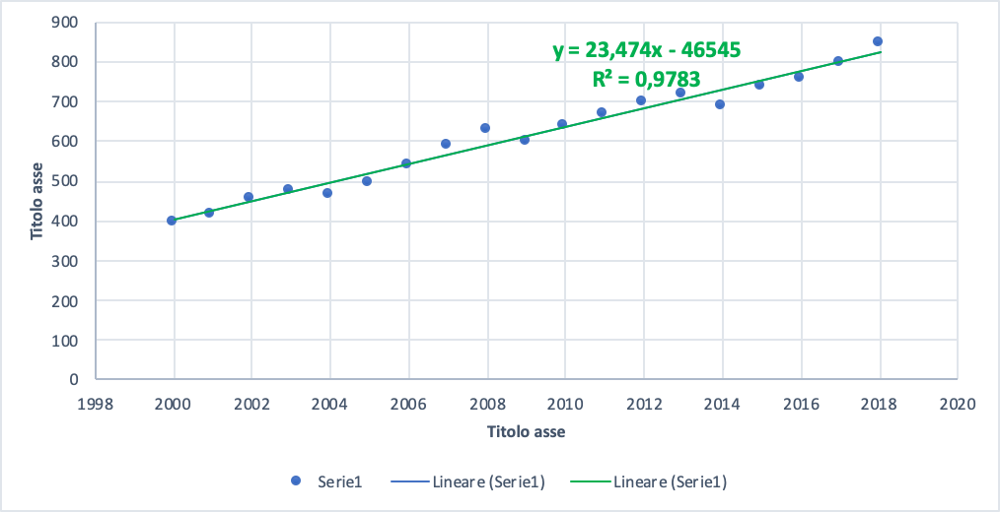 900
800
700
600
500
400
300
200
100
0
Titolo asse
y = 23,474x - 46545
R² = 0,9783
1998 2000 2002 2004 2006 2008 2010 2012 2014 2016 2018 2020
Titolo asse
Serie1 Lineare (Serie1) Lineare (Serie1)